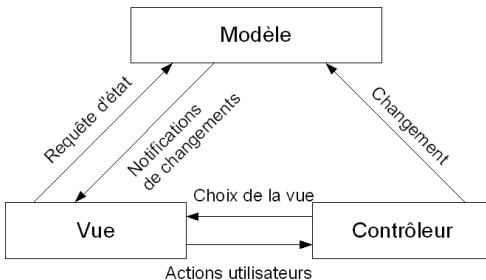 Modèle
Requête d'état
Notifications
de changements
Changement
Choix de la vue
Vue
Contrôleur
Actions utilisateurs